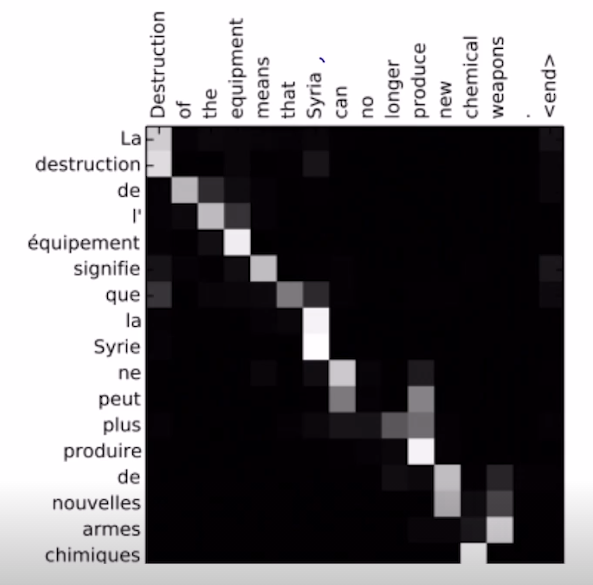 Destruction
of
the
equipment
means
that
Syria
can
no
longer
produce
new
chemical
weapons
.
<end>
La
destruction
de
l'
équipement
signifie
que
la
Syrie
ne
peut
plus
produire
de
nouvelles
armes
chimiques